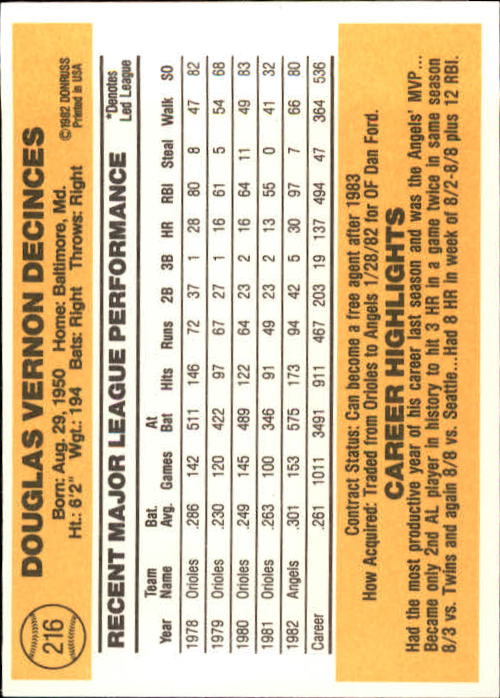 216
DOUGLAS VERNON DECINCES
Born: Aug. 29, 1950 Home: Baltimore, Md.
Ht.: 6'2" Wgt.: 194 Bats: Right Throws: Right
©1982 DONRUSS
Printed in USA
RECENT MAJOR LEAGUE PERFORMANCE
*Denotes
Led League
Year Team Name Bat. Avg. Games At Bat Hits Runs 2B 3B HR RBI Steal Walk SO
1978 Orioles .286 142 511 146 72 37 1 28 80 8 47 82
1979 Orioles .230 120 422 97 67 27 1 16 61 5 54 68
1980 Orioles .249 145 489 122 64 23 2 16 64 11 49 83
1981 Orioles .263 100 346 91 49 23 2 13 55 0 41 32
1982 Angels .301 153 575 173 94 42 5 30 97 7 66 80
Career .261 1011 3491 911 467 203 19 137 494 47 364 536
Contract Status: Can become a free agent after 1983
How Acquired: Traded from Orioles to Angels 1/28/82 for OF Dan Ford.
CAREER HIGHLIGHTS
Had the most productive year of his career last season and was the Angels' MVP...
Became only 2nd AL player in history to hit 3 HR in a game twice in same season
8/3 vs. Twins and again 8/8 vs. Seattle...Had 8 HR in week of 8/2-8/8 plus 12 RBI.